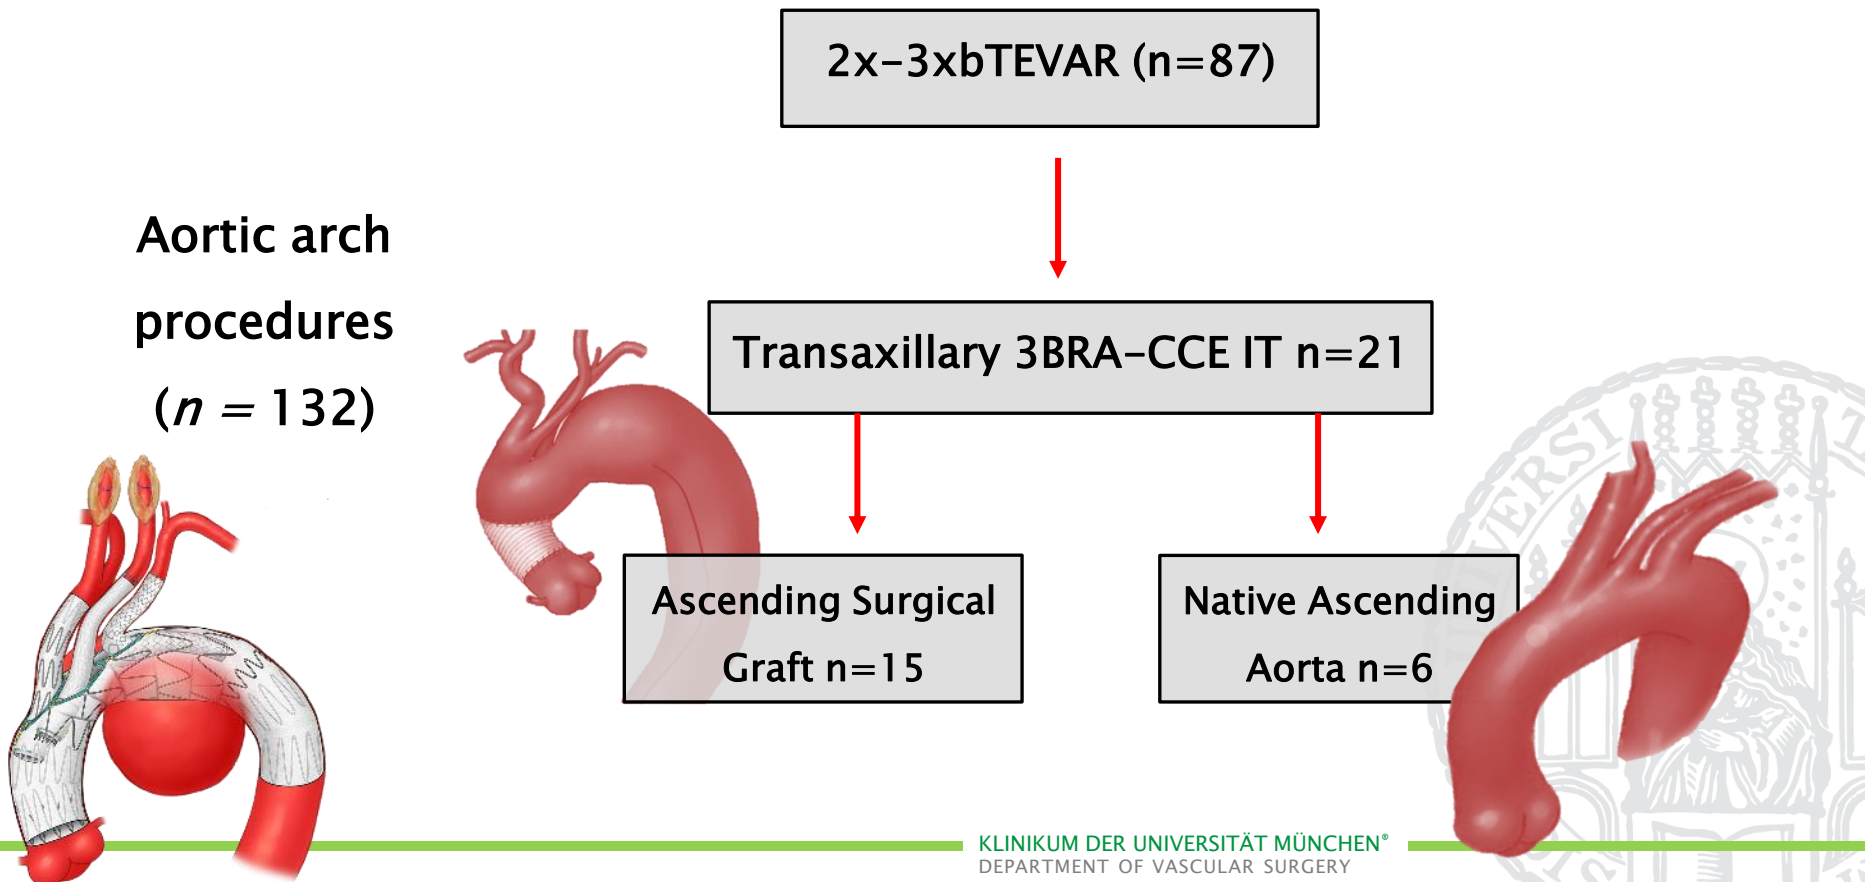 2x-3xbTEVAR (n=87)
Aortic arch
procedures
(n = 132)
Transaxillary 3BRA-CCE IT n=21
Ascending Surgical
Graft n=15
Native Ascending
Aorta n=6
KLINIKUM DER UNIVERSITÄT MÜNCHEN®
DEPARTMENT OF VASCULAR SURGERY